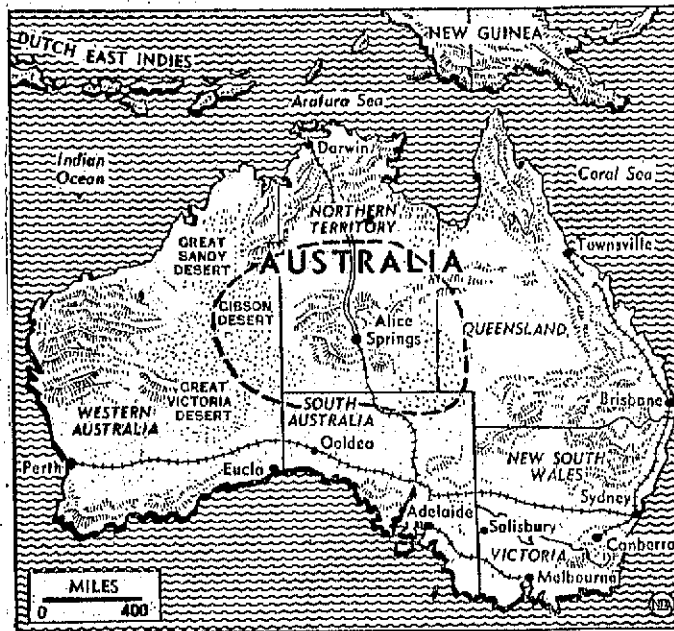 DUTCH EAST INDIES
NEW GUINEA
Arafura Sea
Indian
Ocean
Darwin
Coral Sea
NORTHERN
TERRITORY
GREAT
SANDY
DESERT
Townsville
AUSTRALIA
GIBSON
DESERT
Alice
Springs
QUEENSLAND
GREAT
VICTORIA
DESERT
WESTERN
AUSTRALIA
SOUTH
AUSTRALIA
Brisbane
Ooldea
Perth
Eucla
NEW SOUTH
WALES
Sydney
Adelaide
Salisbury
Canberra
VICTORIA
Melbourne
MILES
0 400